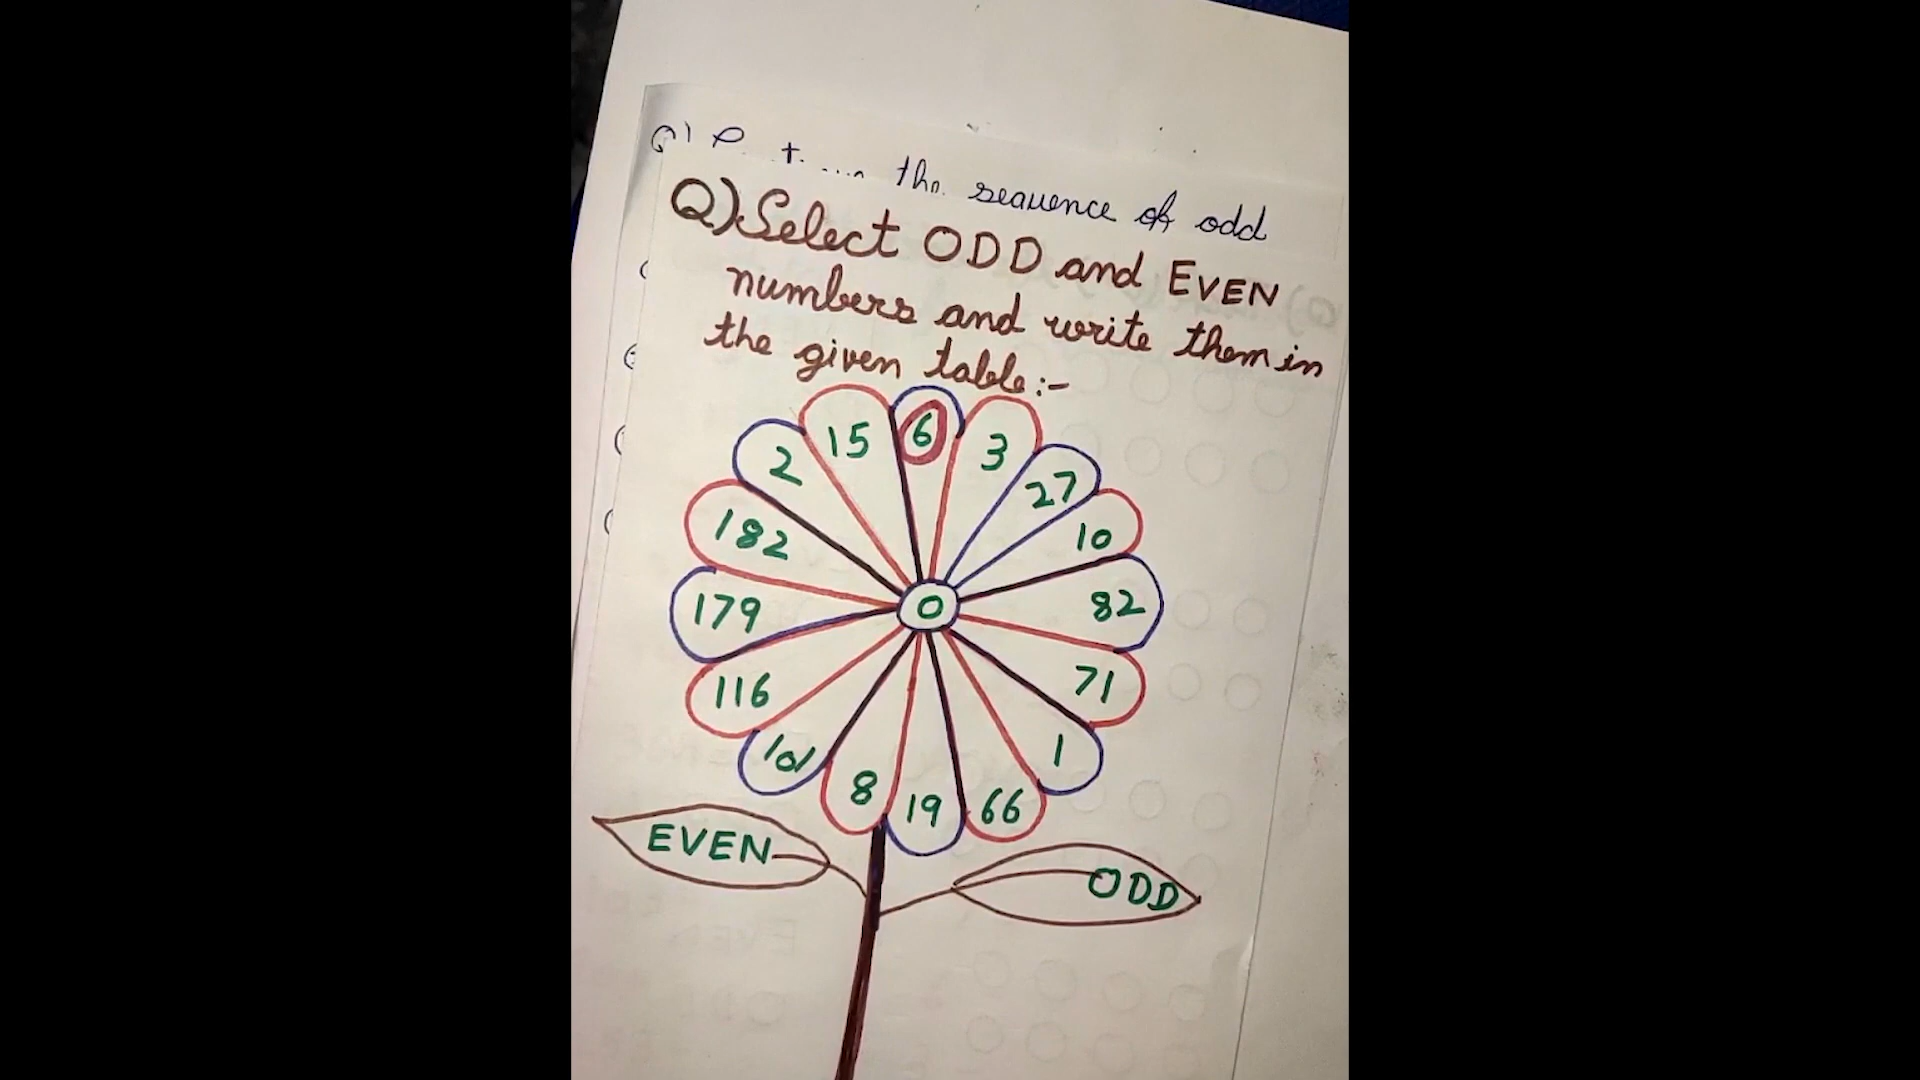 the sequence of odd
Q) Select ODD and EVEN
numbers and write them in
the given table:-
6
15
3
2
27
182
10
179
0
82
116
71
101
1
8
19
66
EVEN
ODD